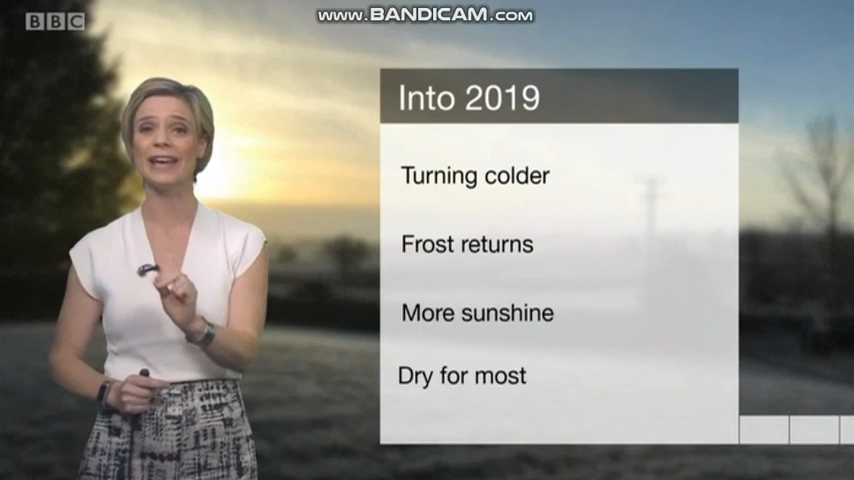 www.BANDICAM.com
BBC
Into 2019
Turning colder
Frost returns
More sunshine
Dry for most